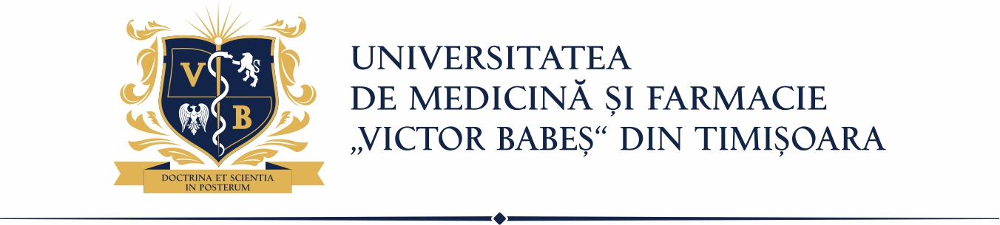 V
B
DOCTRINA ET SCIENTIA
IN POSTERUM
UNIVERSITATEA
DE MEDICINĂ ȘI FARMACIE
„VICTOR BABEȘ“ DIN TIMIȘOARA